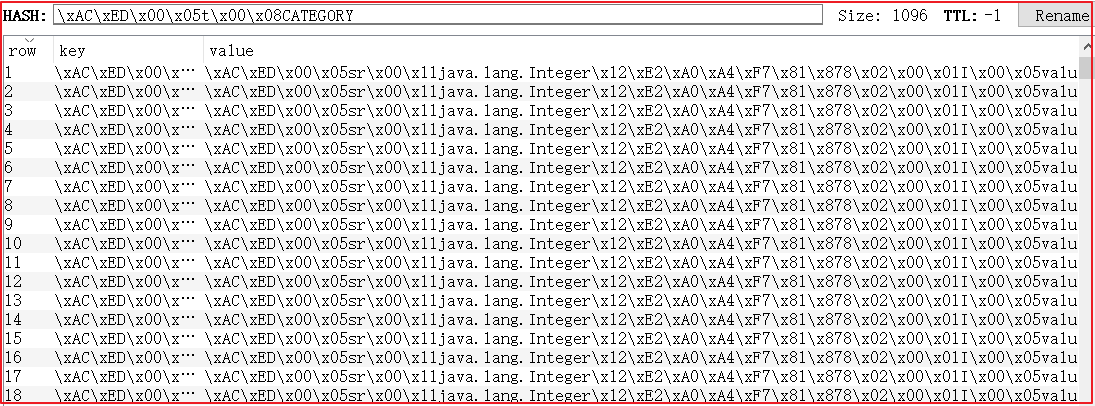 HASH: \xAC\xED\x00\x05t\x00\x08CATEGORY Size: 1096 TTL: -1 Rename
row key value
1 \xAC\xED\x00\x… \xAC\xED\x00\x05sr\x00\x11java.lang.Integer\x12\xE2\xA0\xA4\xF7\x81\x878\x02\x00\x01I\x00\x05valu
2 \xAC\xED\x00\x… \xAC\xED\x00\x05sr\x00\x11java.lang.Integer\x12\xE2\xA0\xA4\xF7\x81\x878\x02\x00\x01I\x00\x05valu
3 \xAC\xED\x00\x… \xAC\xED\x00\x05sr\x00\x11java.lang.Integer\x12\xE2\xA0\xA4\xF7\x81\x878\x02\x00\x01I\x00\x05valu
4 \xAC\xED\x00\x… \xAC\xED\x00\x05sr\x00\x11java.lang.Integer\x12\xE2\xA0\xA4\xF7\x81\x878\x02\x00\x01I\x00\x05valu
5 \xAC\xED\x00\x… \xAC\xED\x00\x05sr\x00\x11java.lang.Integer\x12\xE2\xA0\xA4\xF7\x81\x878\x02\x00\x01I\x00\x05valu
6 \xAC\xED\x00\x… \xAC\xED\x00\x05sr\x00\x11java.lang.Integer\x12\xE2\xA0\xA4\xF7\x81\x878\x02\x00\x01I\x00\x05valu
7 \xAC\xED\x00\x… \xAC\xED\x00\x05sr\x00\x11java.lang.Integer\x12\xE2\xA0\xA4\xF7\x81\x878\x02\x00\x01I\x00\x05valu
8 \xAC\xED\x00\x… \xAC\xED\x00\x05sr\x00\x11java.lang.Integer\x12\xE2\xA0\xA4\xF7\x81\x878\x02\x00\x01I\x00\x05valu
9 \xAC\xED\x00\x… \xAC\xED\x00\x05sr\x00\x11java.lang.Integer\x12\xE2\xA0\xA4\xF7\x81\x878\x02\x00\x01I\x00\x05valu
10 \xAC\xED\x00\x… \xAC\xED\x00\x05sr\x00\x11java.lang.Integer\x12\xE2\xA0\xA4\xF7\x81\x878\x02\x00\x01I\x00\x05valu
11 \xAC\xED\x00\x… \xAC\xED\x00\x05sr\x00\x11java.lang.Integer\x12\xE2\xA0\xA4\xF7\x81\x878\x02\x00\x01I\x00\x05valu
12 \xAC\xED\x00\x… \xAC\xED\x00\x05sr\x00\x11java.lang.Integer\x12\xE2\xA0\xA4\xF7\x81\x878\x02\x00\x01I\x00\x05valu
13 \xAC\xED\x00\x… \xAC\xED\x00\x05sr\x00\x11java.lang.Integer\x12\xE2\xA0\xA4\xF7\x81\x878\x02\x00\x01I\x00\x05valu
14 \xAC\xED\x00\x… \xAC\xED\x00\x05sr\x00\x11java.lang.Integer\x12\xE2\xA0\xA4\xF7\x81\x878\x02\x00\x01I\x00\x05valu
15 \xAC\xED\x00\x… \xAC\xED\x00\x05sr\x00\x11java.lang.Integer\x12\xE2\xA0\xA4\xF7\x81\x878\x02\x00\x01I\x00\x05valu
16 \xAC\xED\x00\x… \xAC\xED\x00\x05sr\x00\x11java.lang.Integer\x12\xE2\xA0\xA4\xF7\x81\x878\x02\x00\x01I\x00\x05valu
17 \xAC\xED\x00\x… \xAC\xED\x00\x05sr\x00\x11java.lang.Integer\x12\xE2\xA0\xA4\xF7\x81\x878\x02\x00\x01I\x00\x05valu
18 \xAC\xED\x00\x… \xAC\xED\x00\x05sr\x00\x11java.lang.Integer\x12\xE2\xA0\xA4\xF7\x81\x878\x02\x00\x01I\x00\x05valu